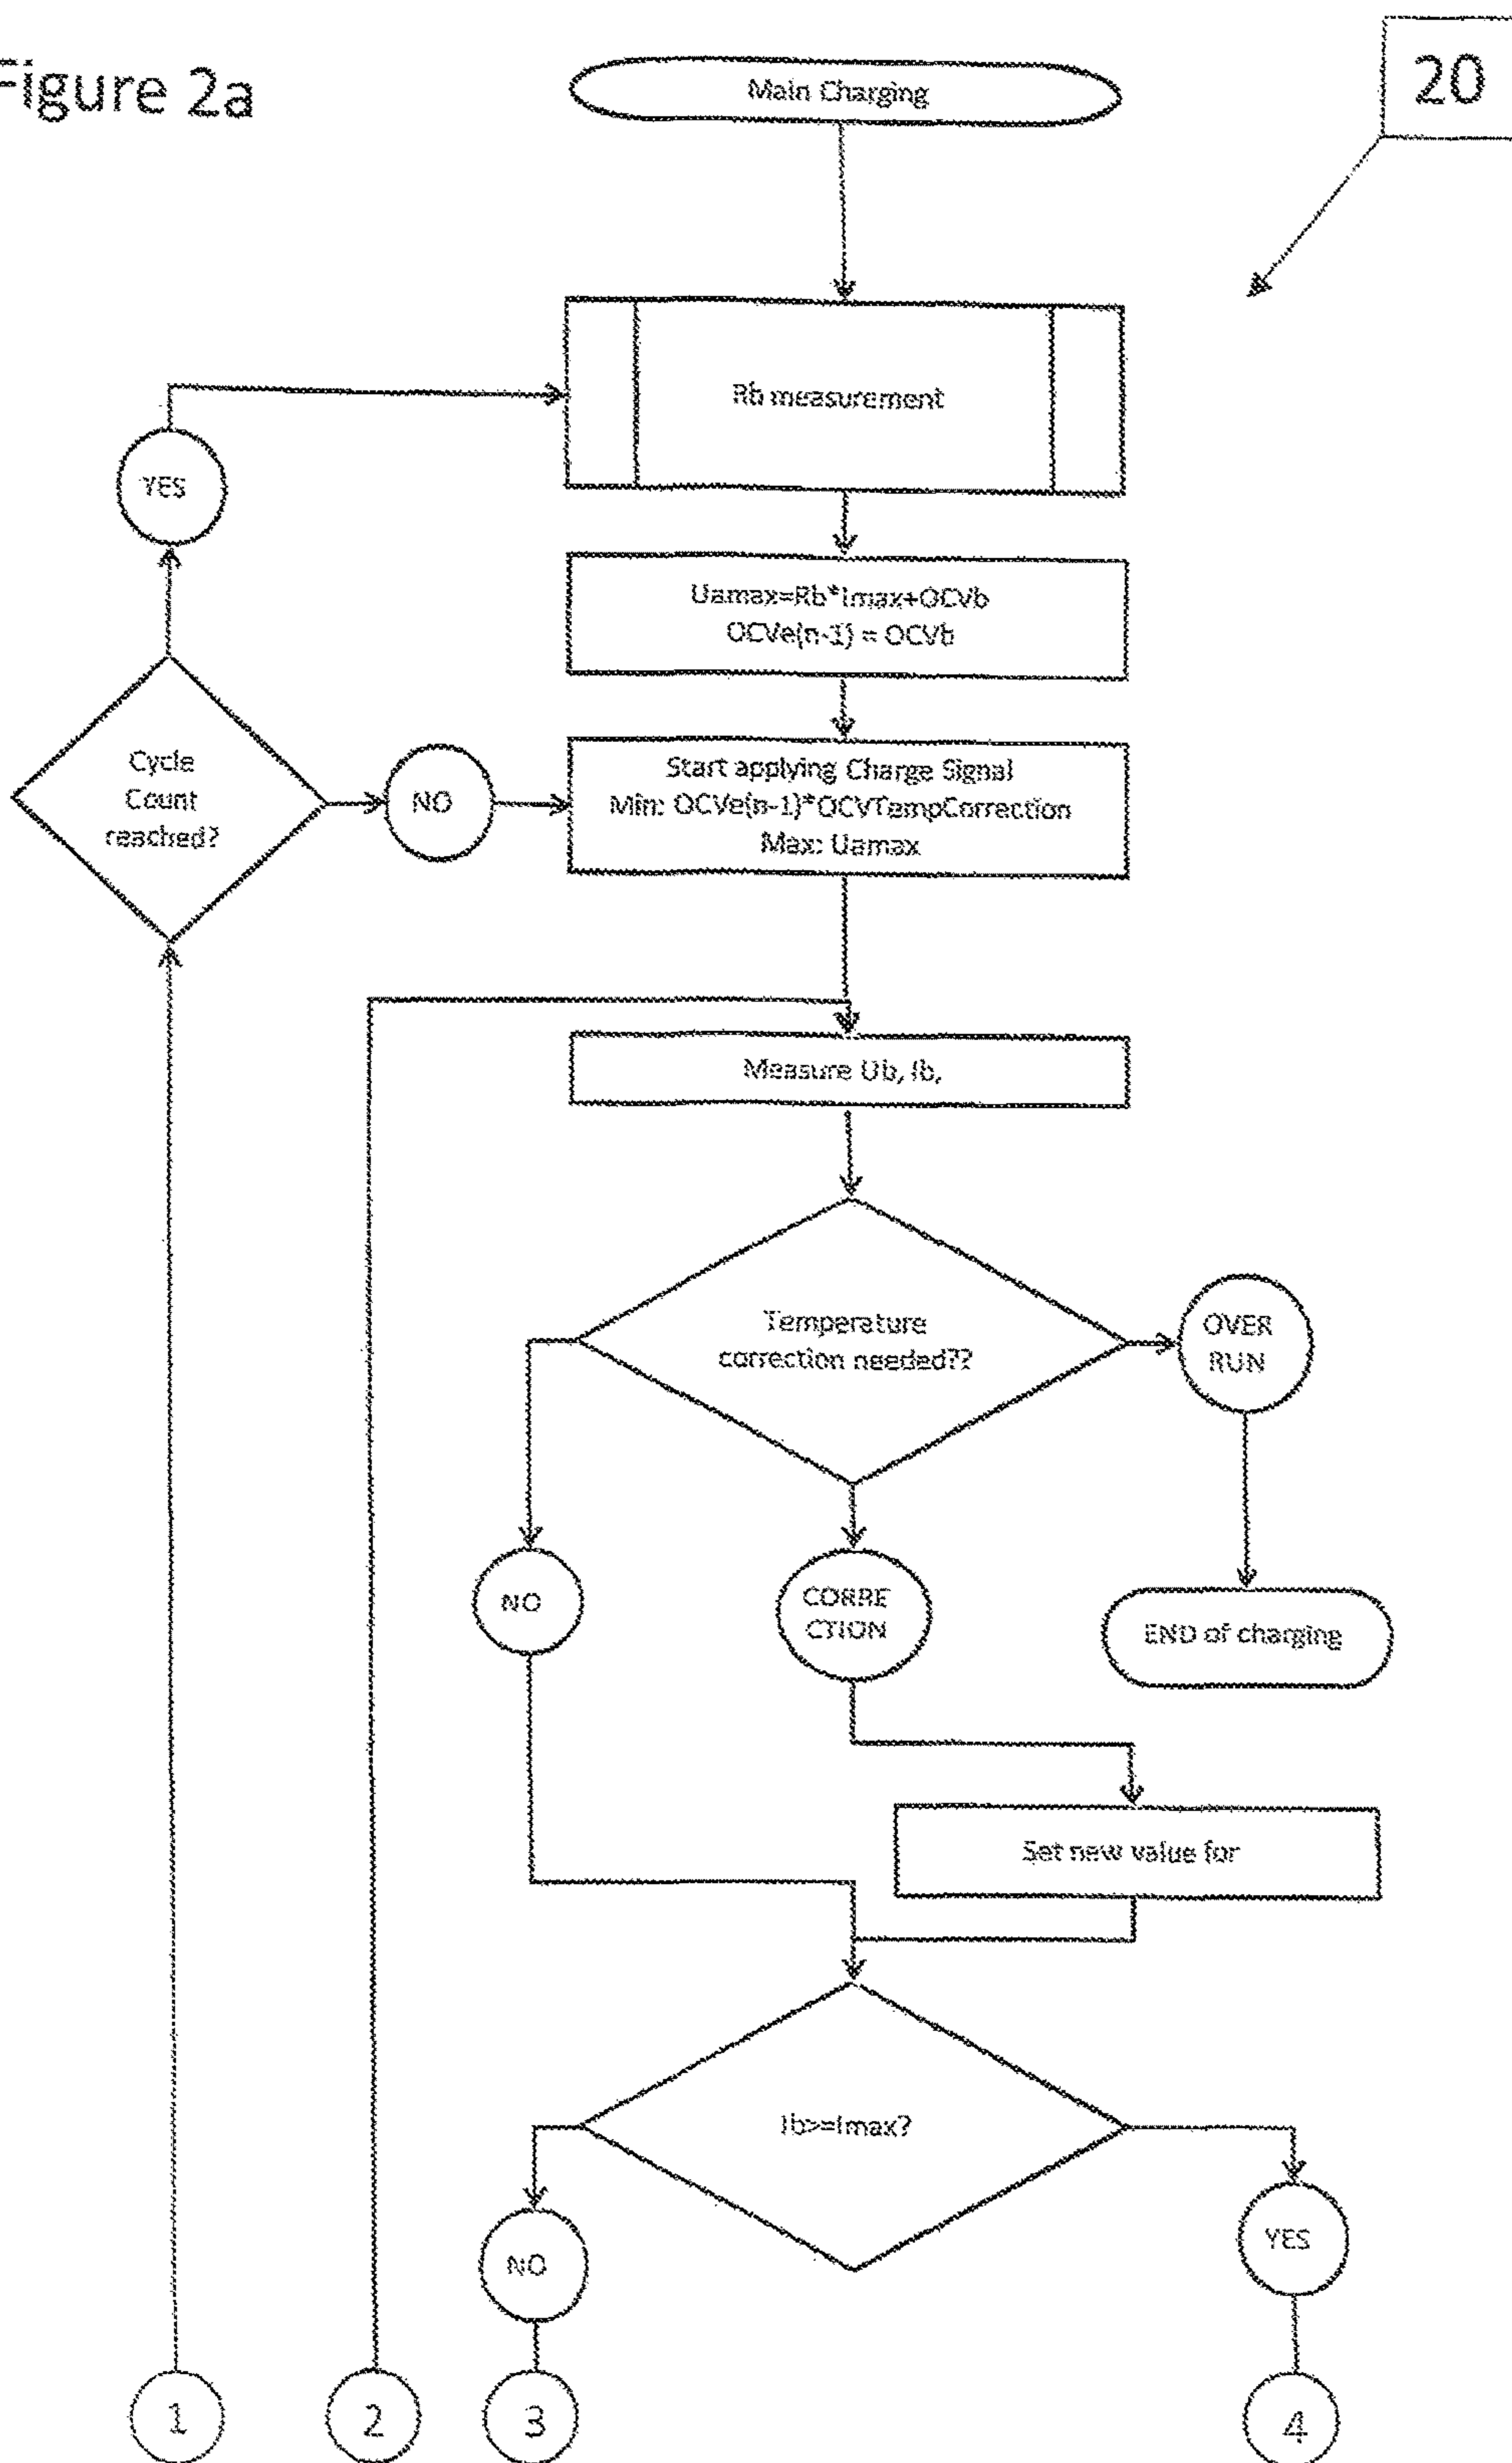 Figure 2a
20
Main Charging
Rb measurement
YES
Uamax=Rb*Imax+OCVb
OCVe(n-1) = OCVb
Cycle
Count
reached?
NO
Start applying Charge Signal
Min: OCVe(n-1)*OCVTempCorrection
Max: Uamax
Measure Ub, Ib,
Temperature
correction needed??
OVER
RUN
NO
CORRE
CTION
END of charging
Set new value for
Ib>=Imax?
NO
YES
1
2
3
4